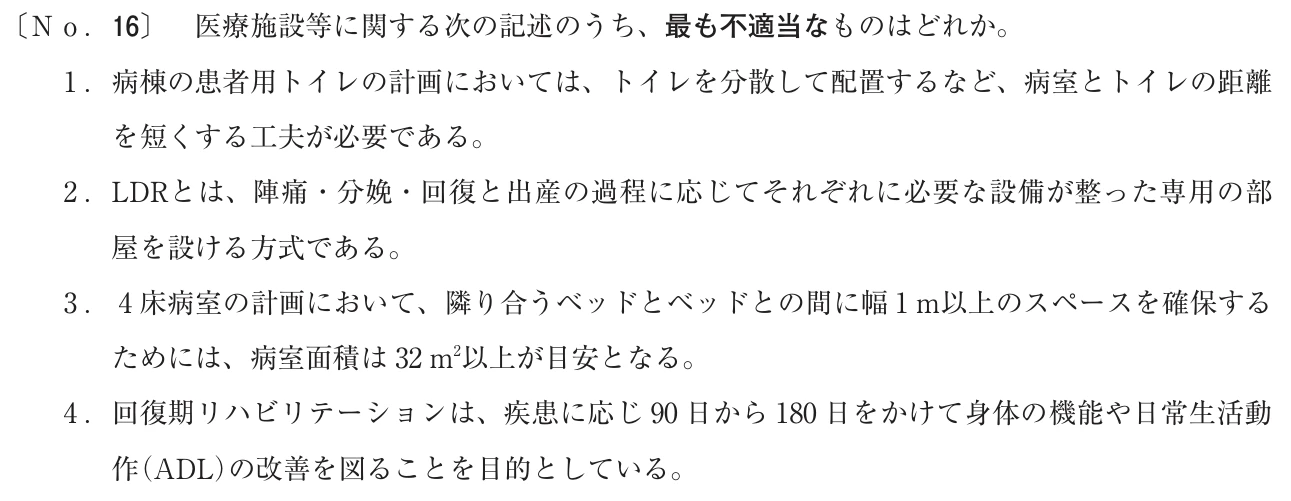 〔Ｎｏ．16〕　医療施設等に関する次の記述のうち、最も不適当なものはどれか。
1．病棟の患者用トイレの計画においては、トイレを分散して配置するなど、病室とトイレの距離
を短くする工夫が必要である。
2．LDRとは、陣痛・分娩・回復と出産の過程に応じてそれぞれに必要な設備が整った専用の部
屋を設ける方式である。
3．４床病室の計画において、隣り合うベッドとベッドとの間に幅１m以上のスペースを確保する
ためには、病室面積は 32 m²以上が目安となる。
4．回復期リハビリテーションは、疾患に応じ 90 日から 180 日をかけて身体の機能や日常生活動
作(ADL)の改善を図ることを目的としている。